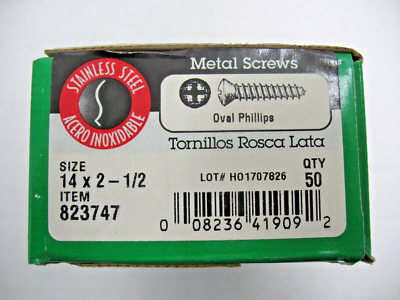 STAINLESS STEEL
ACERO INOXIDABLE
Metal Screws
Oval Phillips
Tornillos Rosca Lata
SIZE
14 x 2-1/2
ITEM
823747
LOT# HO1707826
QTY
50
0 08236 41909 2